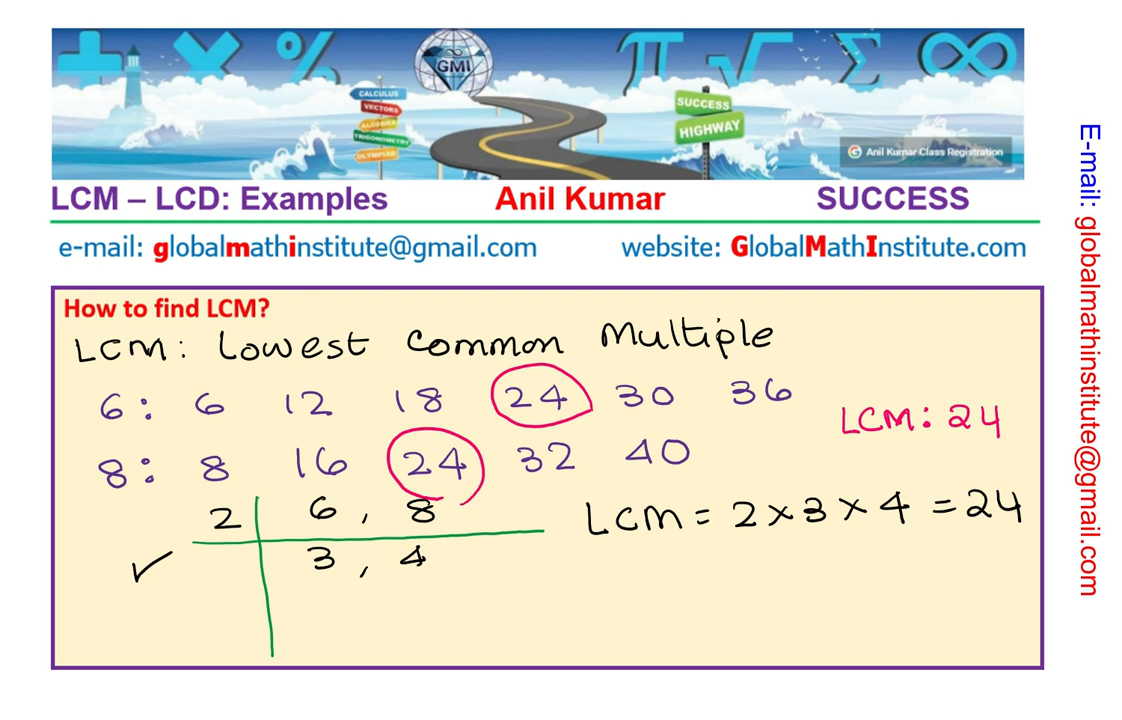 GMI
CALCULUS
VECTORS
ALGEBRA
TRIGONOMETRY
OLYMPIAD
SUCCESS
HIGHWAY
Anil Kumar Class Registration
+ × % π √ Σ ∞
LCM – LCD: Examples Anil Kumar SUCCESS
e-mail: globalmathinstitute@gmail.com website: GlobalMathInstitute.com
How to find LCM?
LCM: Lowest Common Multiple
6: 6 12 18 24 30 36
LCM: 24
8: 8 16 24 32 40
2 6, 8
LCM = 2 × 3 × 4 = 24
✓ 3, 4
E-mail: globalmathinstitute@gmail.com